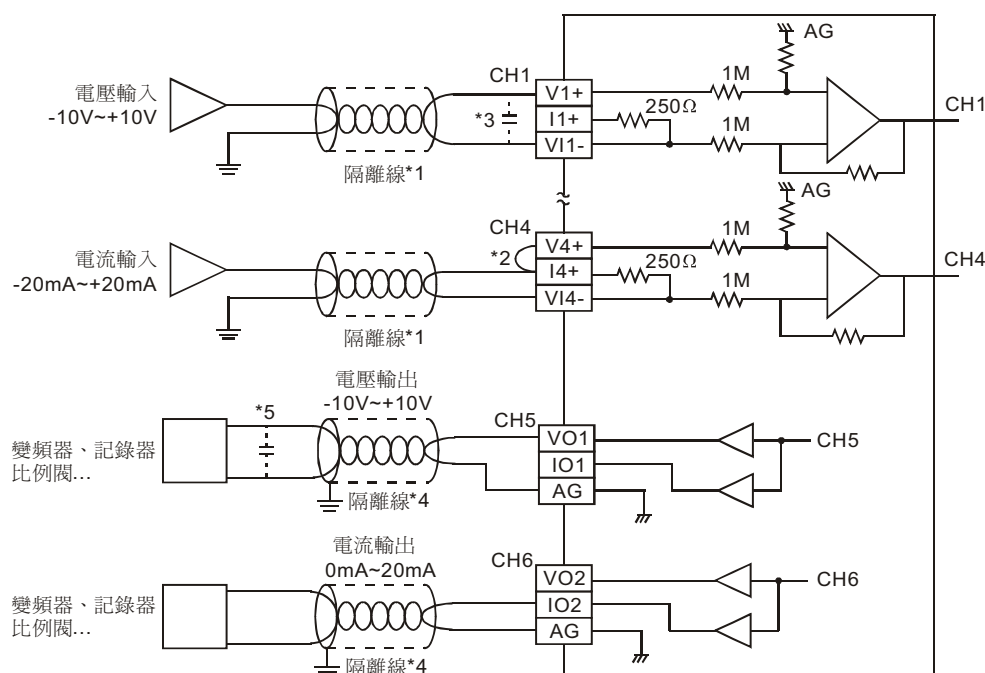 AG
CH1
1M
電壓輸入
-10V~+10V
V1+
I1+
VI1-
*3
250Ω
1M
CH1
隔離線*1
AG
CH4
1M
電流輸入
-20mA~+20mA
*2
V4+
I4+
VI4-
250Ω
1M
CH4
隔離線*1
電壓輸出
-10V~+10V
*5
CH5
變頻器、記錄器
比例閥...
VO1
IO1
AG
CH5
隔離線*4
電流輸出
0mA~20mA
CH6
變頻器、記錄器
比例閥...
VO2
IO2
AG
CH6
隔離線*4